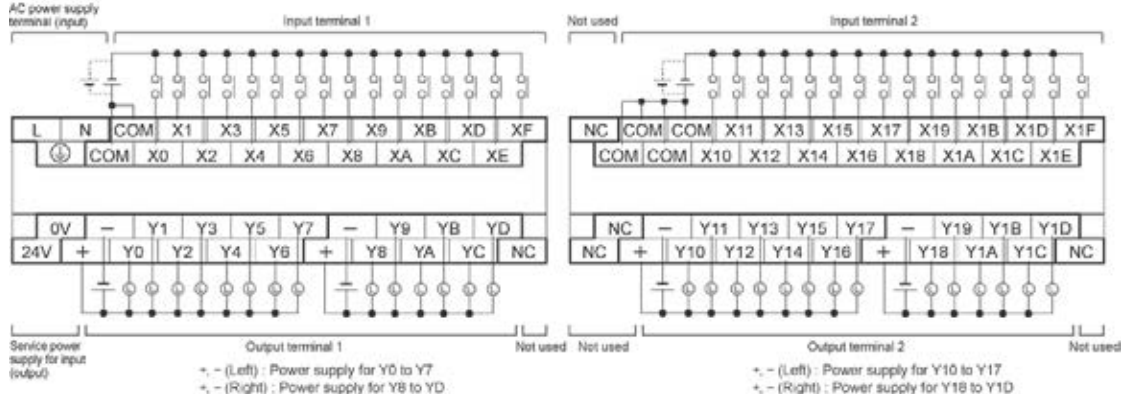 AC power supply
terminal (input)
Input terminal 1
Not used
Input terminal 2
L N COM X1 X3 X5 X7 X9 XB XD XF
COM X0 X2 X4 X6 X8 XA XC XE
0V − Y1 Y3 Y5 Y7 − Y9 YB YD
24V + Y0 Y2 Y4 Y6 + Y8 YA YC NC
NC COM COM X11 X13 X15 X17 X19 X1B X1D X1F
COM COM X10 X12 X14 X16 X18 X1A X1C X1E
NC − Y11 Y13 Y15 Y17 − Y19 Y1B Y1D
NC + Y10 Y12 Y14 Y16 + Y18 Y1A Y1C NC
L L L L L L L L L L L L L L
L L L L L L L L L L L L L L
Service power
supply for input
(output)
Output terminal 1
Not used
Not used
Output terminal 2
Not used
+, − (Left) : Power supply for Y0 to Y7
+, − (Right) : Power supply for Y8 to YD
+, − (Left) : Power supply for Y10 to Y17
+, − (Right) : Power supply for Y18 to Y1D